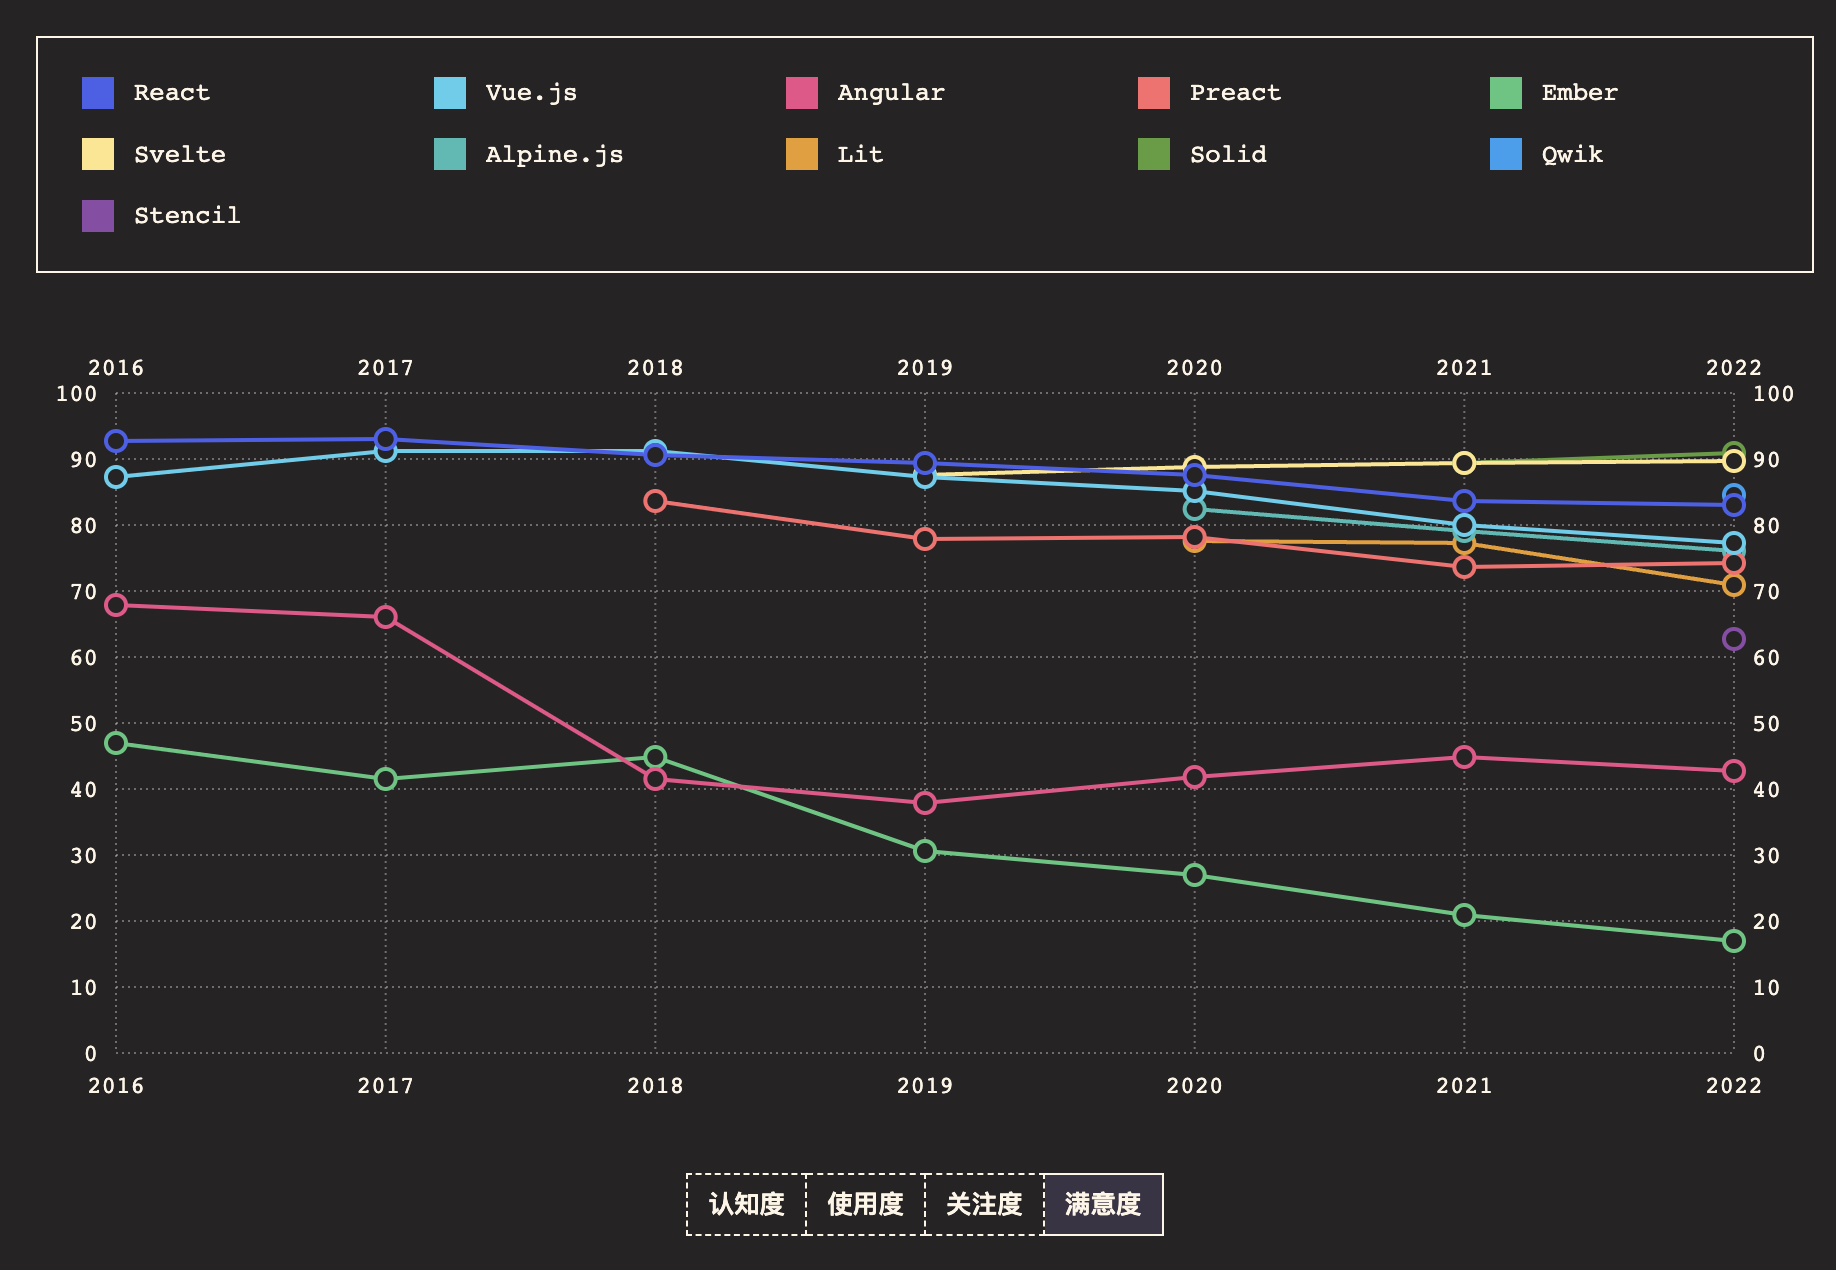 React Vue.js Angular Preact Ember
Svelte Alpine.js Lit Solid Qwik
Stencil
2016 2017 2018 2019 2020 2021 2022
100 100
90 90
80 80
70 70
60 60
50 50
40 40
30 30
20 20
10 10
0 0
2016 2017 2018 2019 2020 2021 2022
认知度 使用度 关注度 满意度